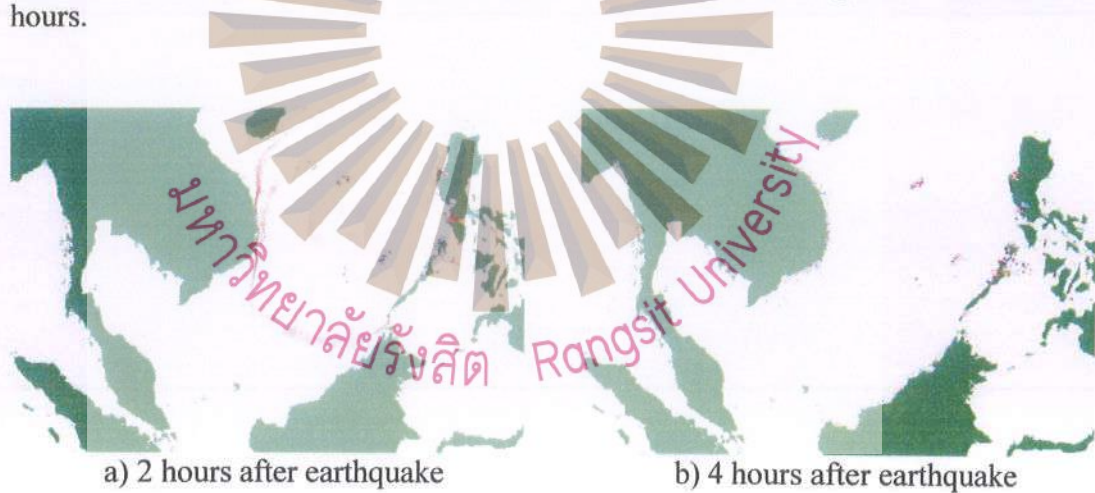 hours.
มหาวิทยาลัยรังสิต Rangsit University
a) 2 hours after earthquake
b) 4 hours after earthquake